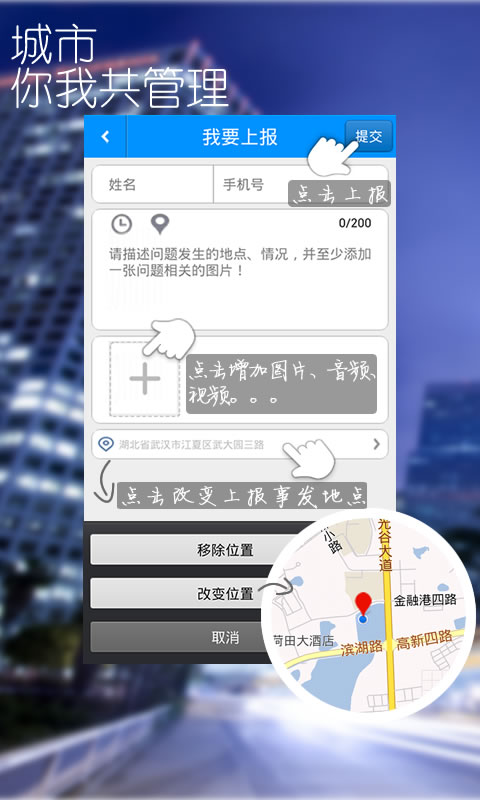 城市
你我共管理
我要上报
提交
姓名
手机号
点击上报
0/200
请描述问题发生的地点、情况，并至少添加
一张问题相关的图片！
点击增加图片、音频、
视频。。。
湖北省武汉市江夏区武大园三路
点击改变上报事发地点
移除位置
改变位置
取消
小路
光谷大道
金融港四路
荷田大酒店
滨湖路
高新四路